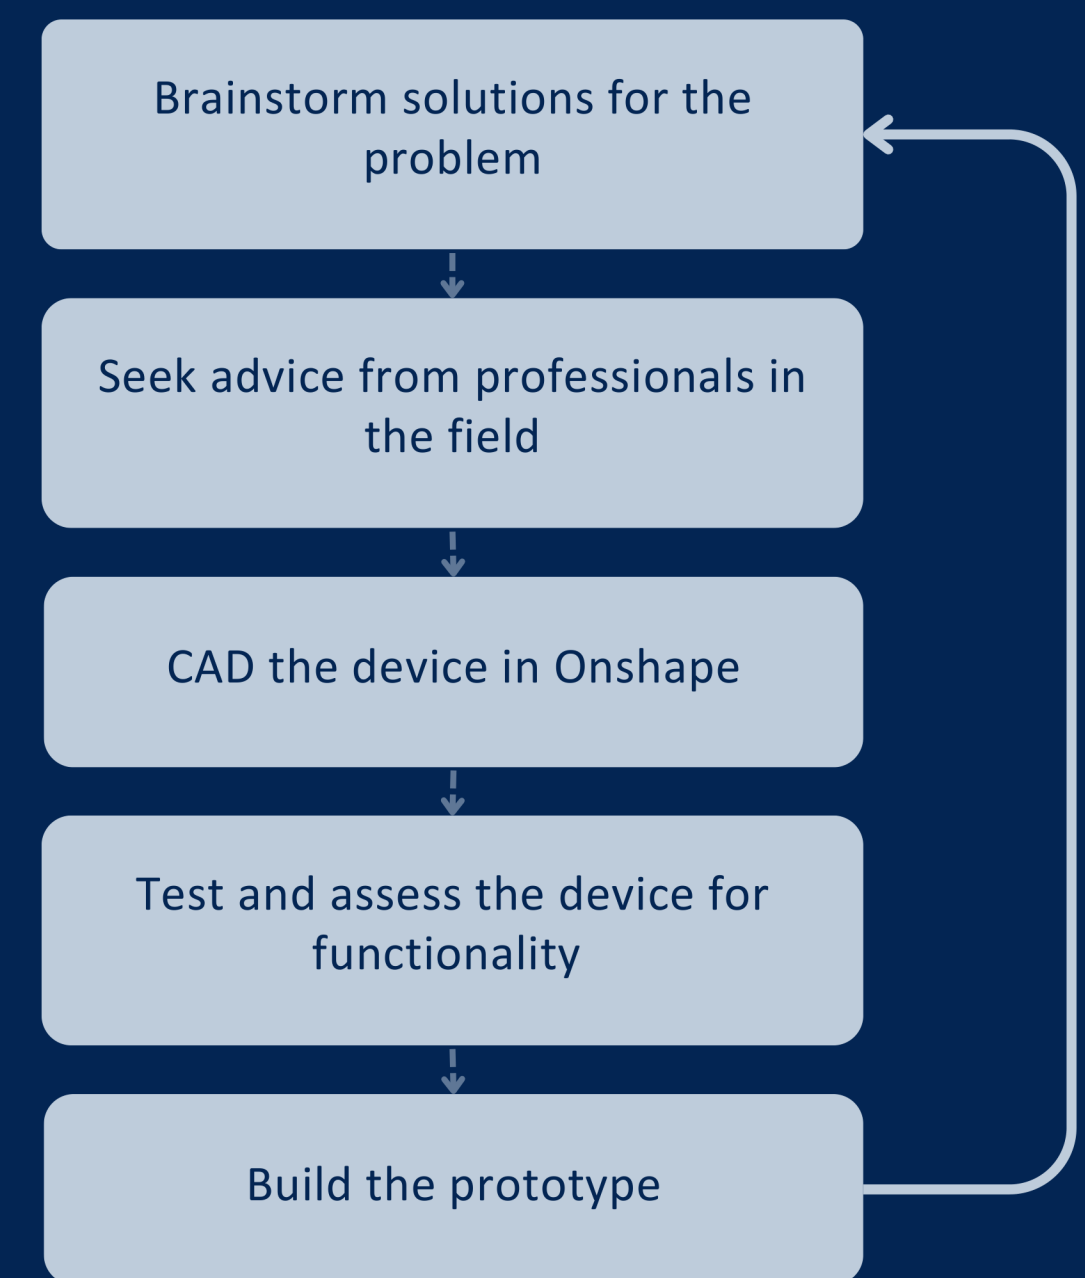 Brainstorm solutions for the
problem
Seek advice from professionals in
the field
CAD the device in Onshape
Test and assess the device for
functionality
Build the prototype